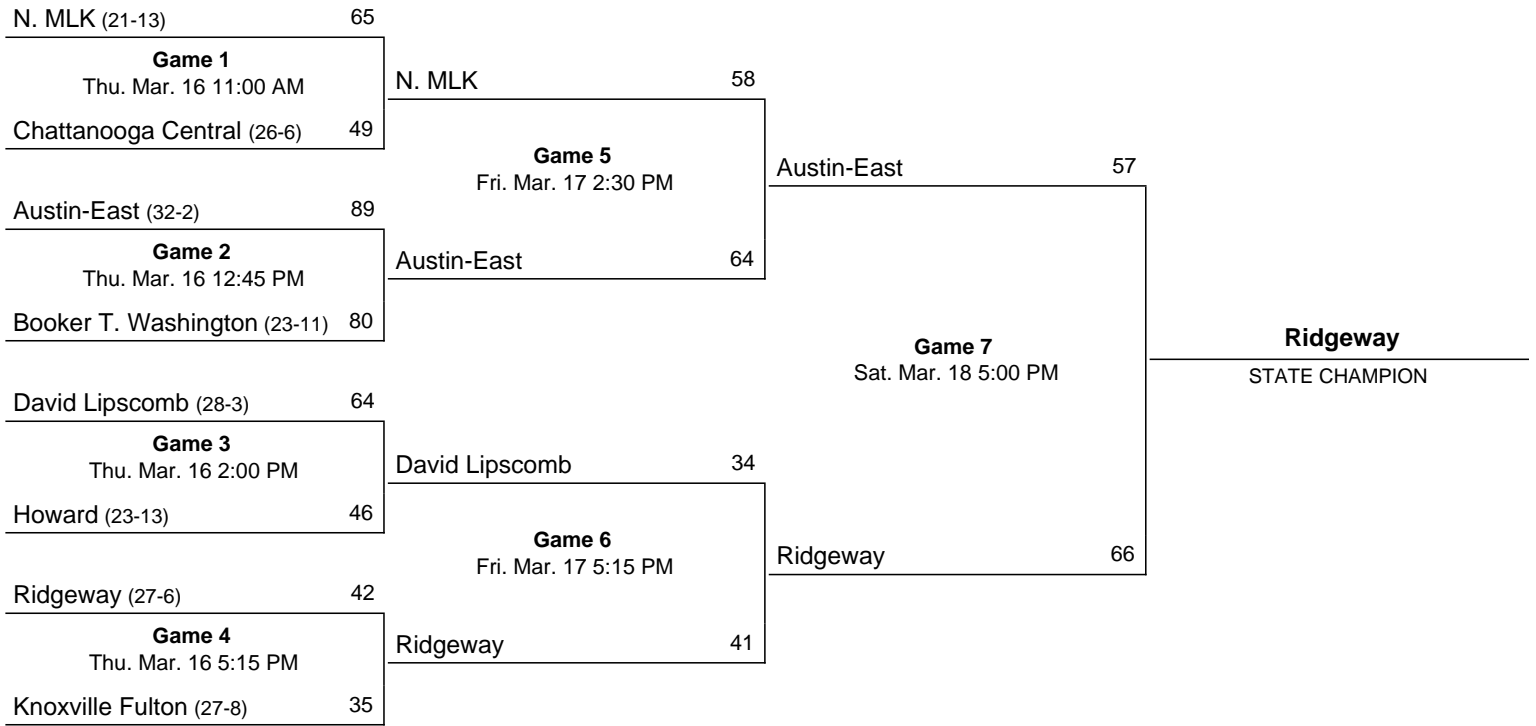 N. MLK (21-13) 65
Game 1
Thu. Mar. 16 11:00 AM
Chattanooga Central (26-6) 49
Austin-East (32-2) 89
Game 2
Thu. Mar. 16 12:45 PM
Booker T. Washington (23-11) 80
David Lipscomb (28-3) 64
Game 3
Thu. Mar. 16 2:00 PM
Howard (23-13) 46
Ridgeway (27-6) 42
Game 4
Thu. Mar. 16 5:15 PM
Knoxville Fulton (27-8) 35
N. MLK 58
Game 5
Fri. Mar. 17 2:30 PM
Austin-East 64
David Lipscomb 34
Game 6
Fri. Mar. 17 5:15 PM
Ridgeway 41
Austin-East 57
Game 7
Sat. Mar. 18 5:00 PM
Ridgeway 66
Ridgeway
STATE CHAMPION